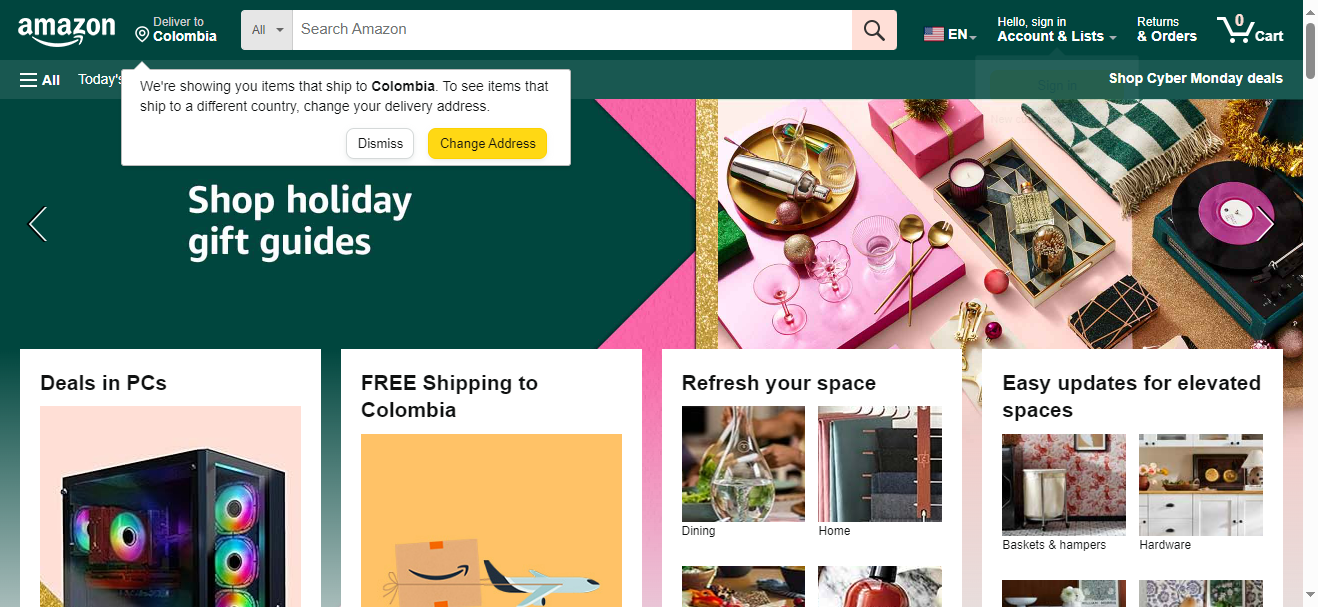 amazon
Deliver to
Colombia
All
Search Amazon
EN
Hello, sign in
Account & Lists
Returns
& Orders
0
Cart
All
Today's
Shop Cyber Monday deals
Sign in
We're showing you items that ship to Colombia. To see items that
ship to a different country, change your delivery address.
Dismiss
Change Address
Shop holiday
gift guides
Deals in PCs
FREE Shipping to
Colombia
Refresh your space
Dining
Home
Easy updates for elevated
spaces
Baskets & hampers
Hardware